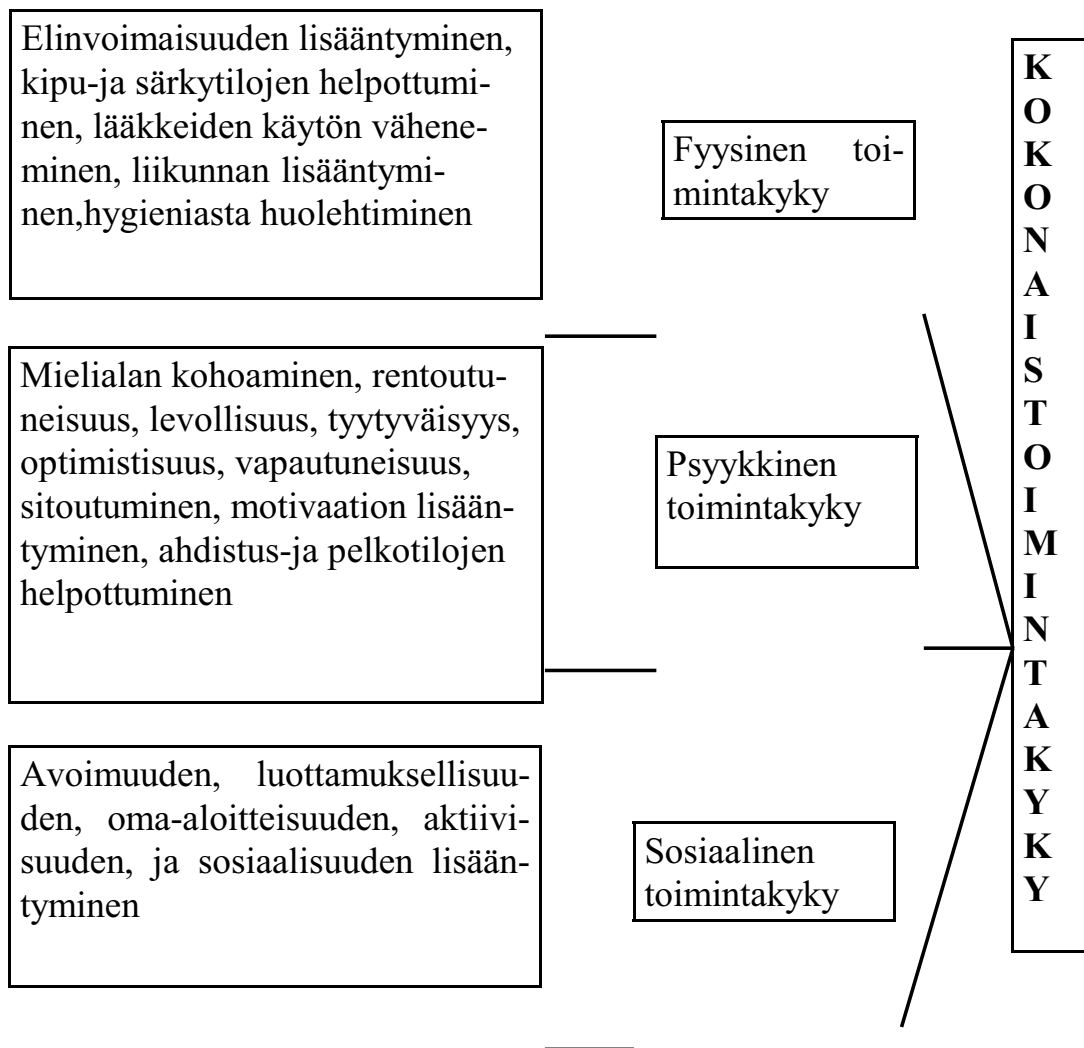 Elinvoimaisuuden lisääntyminen,
kipu-ja särkytilojen helpottumi-
nen, lääkkeiden käytön vähene-
minen, liikunnan lisääntymi-
nen,hygieniasta huolehtiminen
Fyysinen toi-
mintakyky
Mielialan kohoaminen, rentoutu-
neisuus, levollisuus, tyytyväisyys,
optimistisuus, vapautuneisuus,
sitoutuminen, motivaation lisään-
tyminen, ahdistus-ja pelkotilojen
helpottuminen
Psyykkinen
toimintakyky
Avoimuuden, luottamuksellisuu-
den, oma-aloitteisuuden, aktiivi-
suuden, ja sosiaalisuuden lisään-
tyminen
Sosiaalinen
toimintakyky
K
O
K
O
N
A
I
S
T
O
I
M
I
N
T
A
K
Y
K
Y